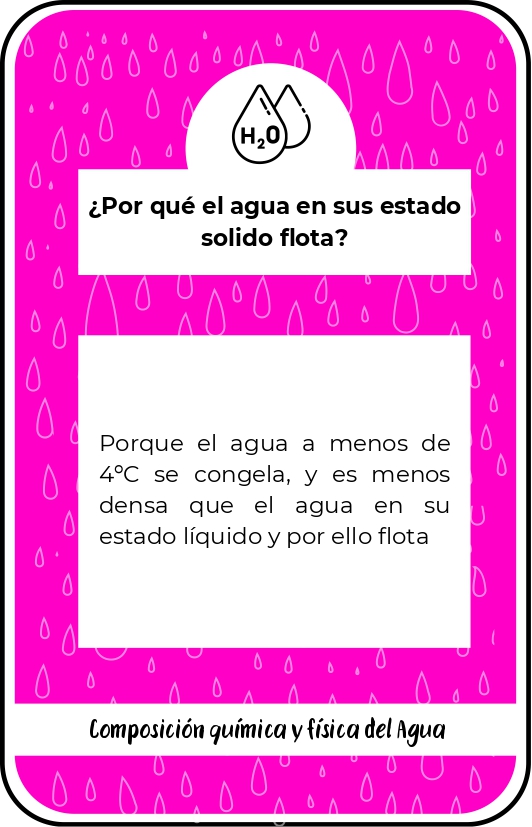 H₂O
¿Por qué el agua en sus estado
solido flota?
Porque el agua a menos de
4ºC se congela, y es menos
densa que el agua en su
estado líquido y por ello flota
Composición química y física del Agua